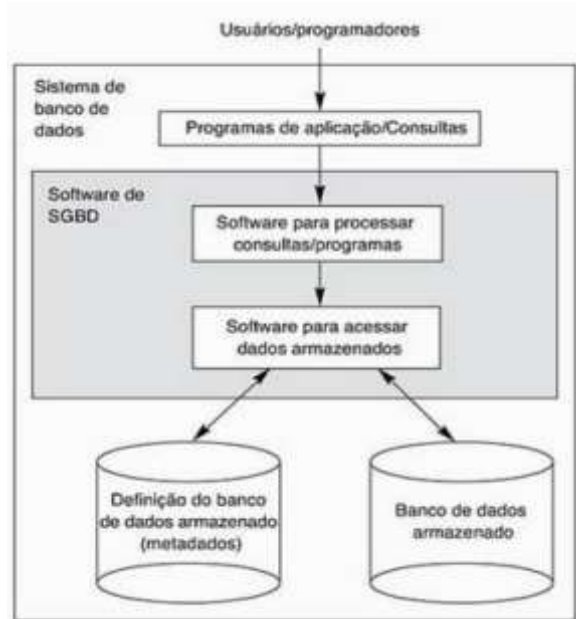 Usuários/programadores
Sistema de
banco de
dados
Programas de aplicação/Consultas
Software de
SGBD
Software para processar
consultas/programas
Software para acessar
dados armazenados
Definição do banco
de dados armazenado
(metadados)
Banco de dados
armazenado